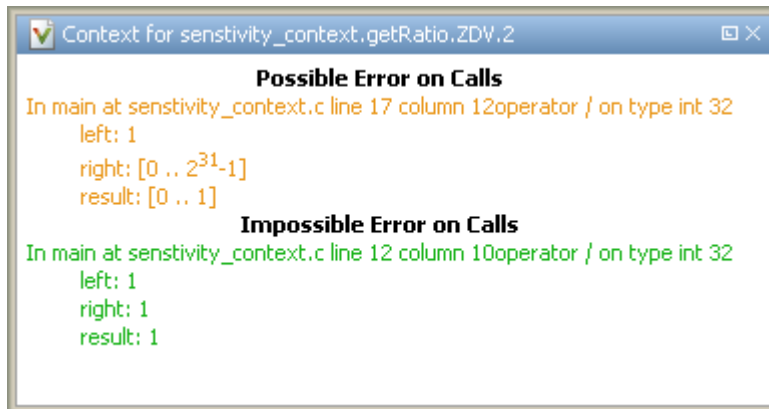 Context for senstivity_context.getRatio.ZDV.2
Possible Error on Calls
In main at senstivity_context.c line 17 column 12operator / on type int 32
left: 1
right: [0 .. 2³¹-1]
result: [0 .. 1]
Impossible Error on Calls
In main at senstivity_context.c line 12 column 10operator / on type int 32
left: 1
right: 1
result: 1